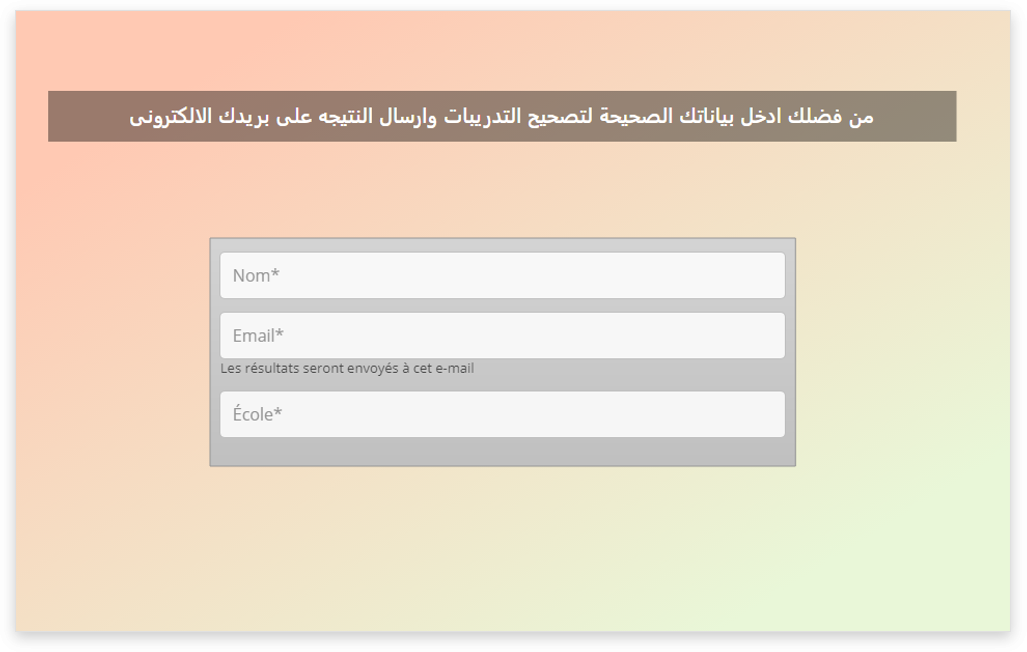 من فضلك ادخل بياناتك الصحيحة لتصحيح التدريبات وارسال النتيجه على بريدك الالكترونى
Nom*
Email*
Les résultats seront envoyés à cet e-mail
École*